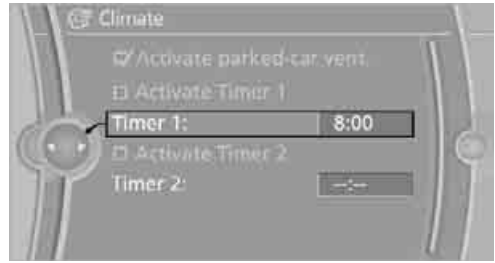 Climate
Activate parked-car vent.
Activate Timer 1
Timer 1: 8:00
Activate Timer 2
Timer 2: --:--